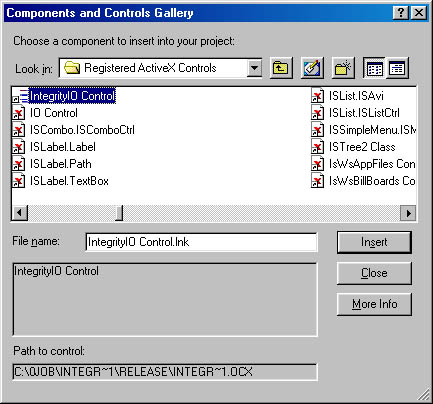 Components and Controls Gallery
Choose a component to insert into your project:
Look in: Registered ActiveX Controls
IntegrityIO Control
IO Control
ISCombo.ISComboCtrl
ISLabel.Label
ISLabel.Path
ISLabel.TextBox
ISList.ISAvi
ISList.ISListCtrl
ISSimpleMenu.ISM
ISTree2 Class
IsWsAppFiles Con
IsWsBillBoards Co
File name: IntegrityIO Control.lnk
Insert
IntegrityIO Control
Close
More Info
Path to control:
C:\0JOB\INTEGR~1\RELEASE\INTEGR~1.OCX